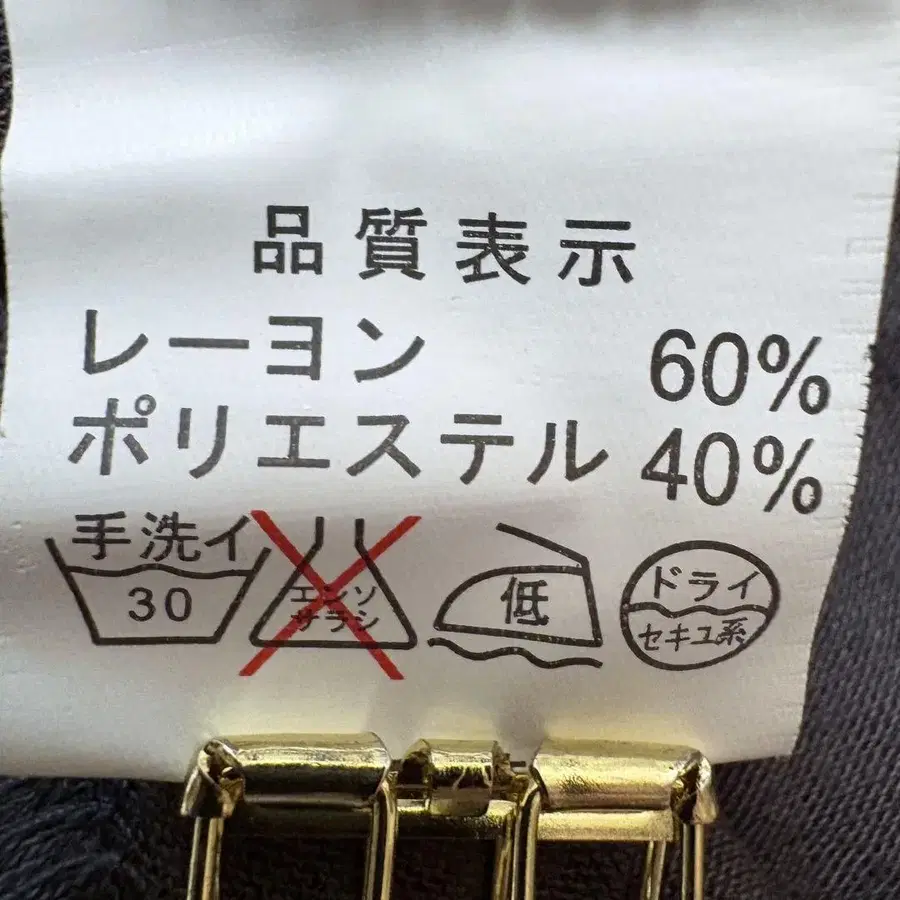 品質表示
レーヨン 60%
ポリエステル 40%
手洗イ
30
エンソ
サラシ
低
ドライ
セキユ系